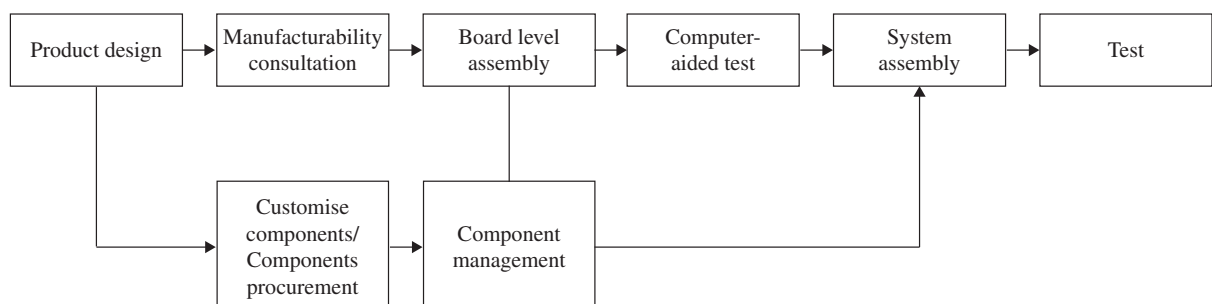 Product design
Manufacturability
consultation
Board level
assembly
Computer-
aided test
System
assembly
Test
Customise
components/
Components
procurement
Component
management